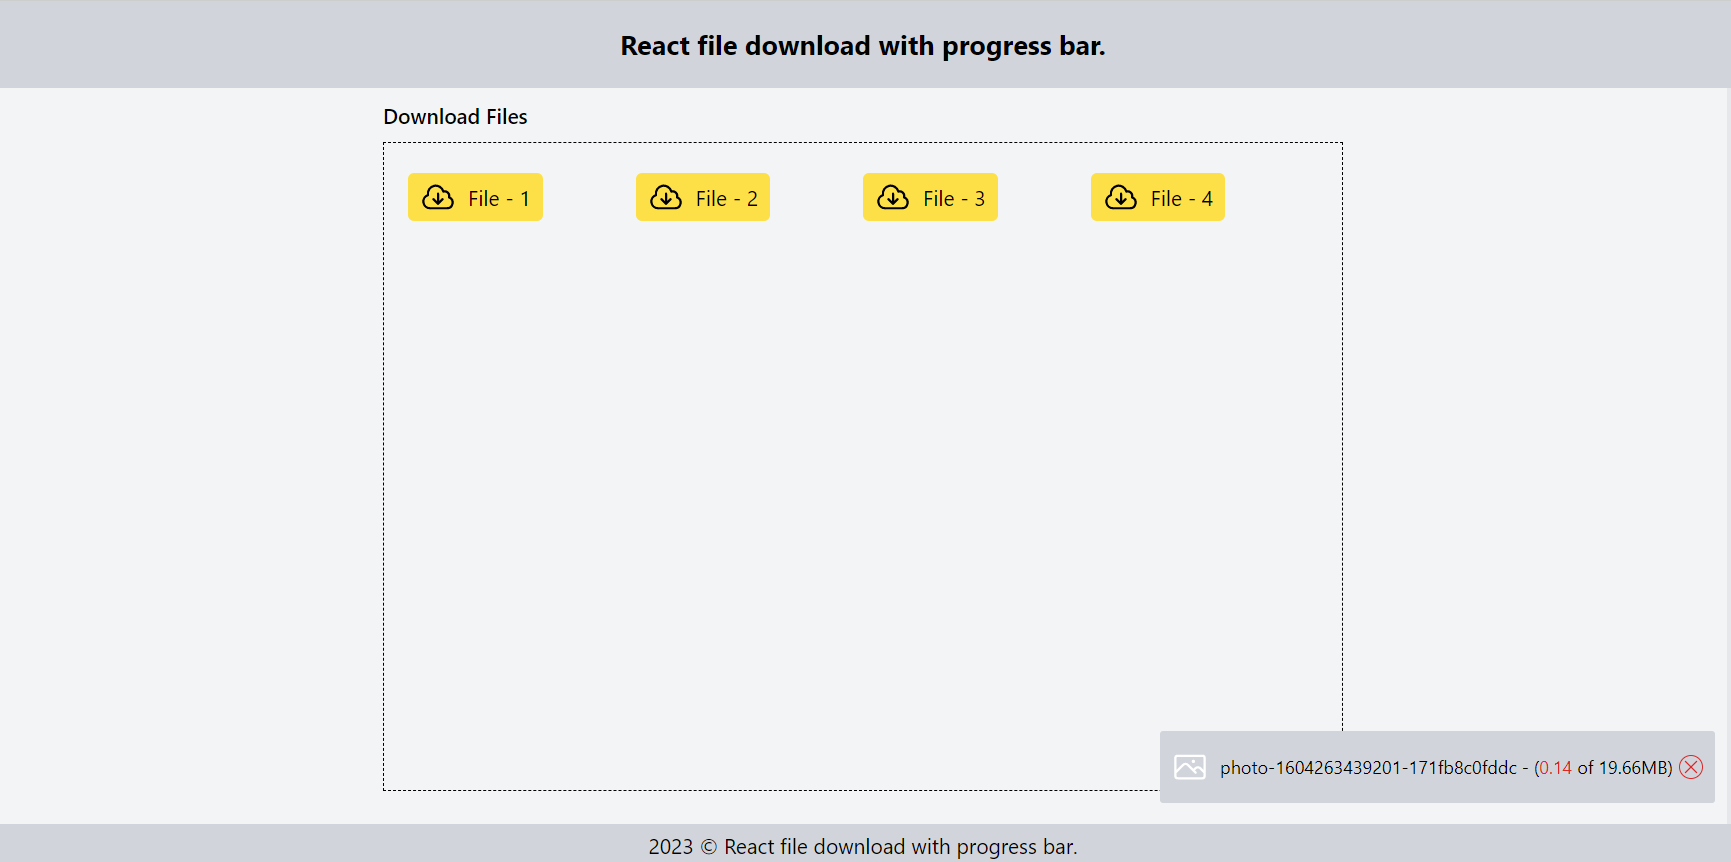 React file download with progress bar.
Download Files
File - 1
File - 2
File - 3
File - 4
photo-1604263439201-171fb8c0fddc - (0.14 of 19.66MB)
2023 © React file download with progress bar.